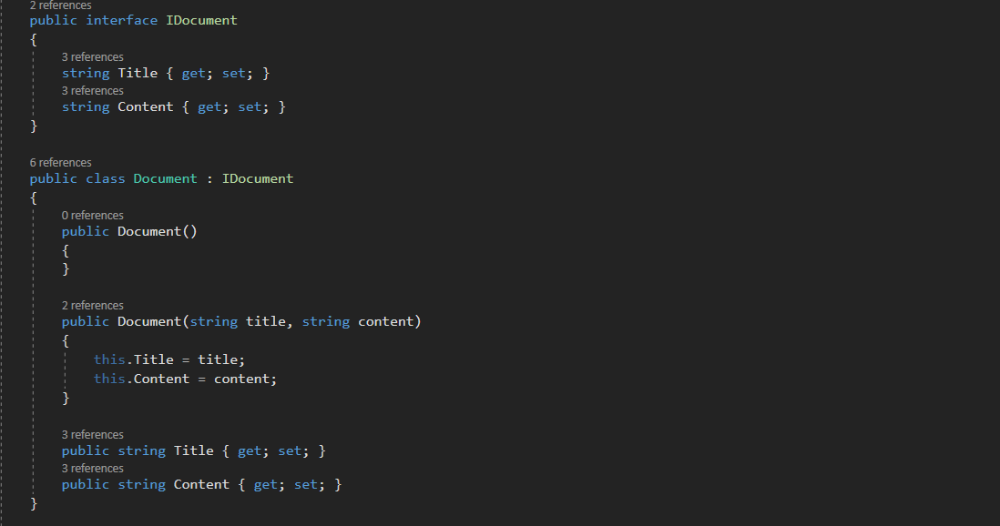 2 references
public interface IDocument
{
3 references
string Title { get; set; }
3 references
string Content { get; set; }
}
6 references
public class Document : IDocument
{
0 references
public Document()
{
}
2 references
public Document(string title, string content)
{
this.Title = title;
this.Content = content;
}
3 references
public string Title { get; set; }
3 references
public string Content { get; set; }
}